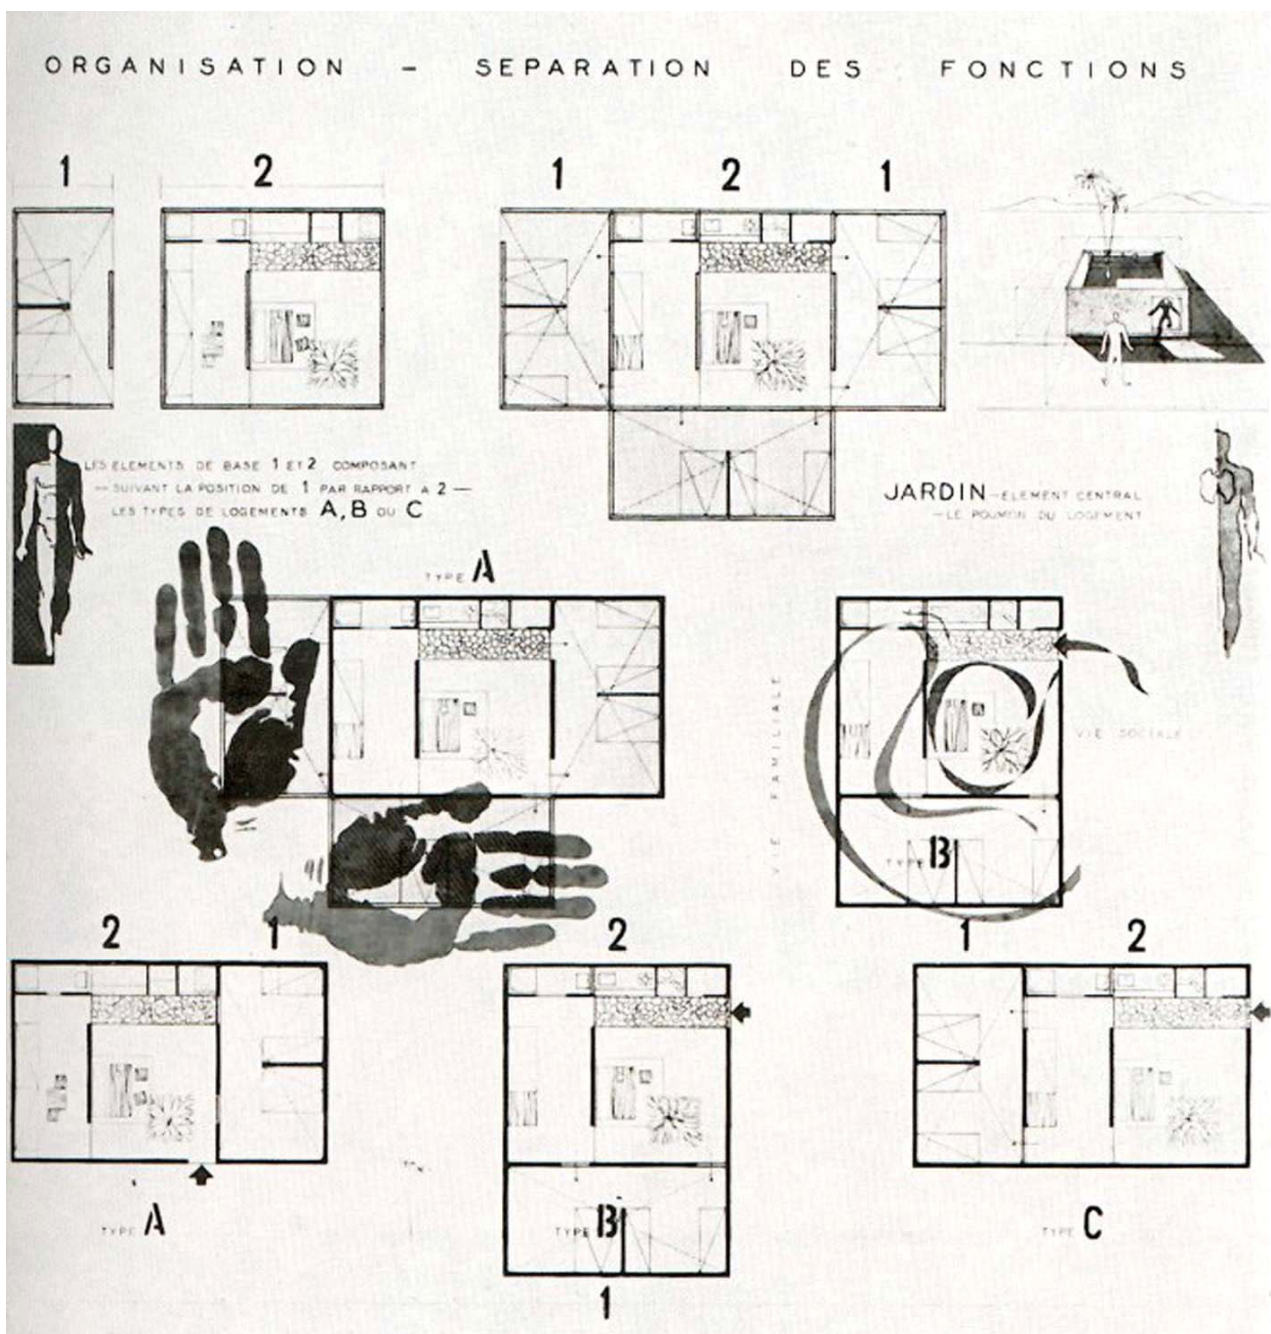 ORGANISATION - SEPARATION DES FONCTIONS
1 2 1 2 1
LES ELEMENTS DE BASE 1 ET 2 COMPOSANT
— SUIVANT LA POSITION DE 1 PAR RAPPORT A 2 —
LES TYPES DE LOGEMENTS A, B OU C
JARDIN — ELEMENT CENTRAL
— LE POUMON DU LOGEMENT
TYPE A
VIE FAMILIALE
VIE SOCIALE
TYPE B
2 1 2 1 2
TYPE A
TYPE B
TYPE C
1